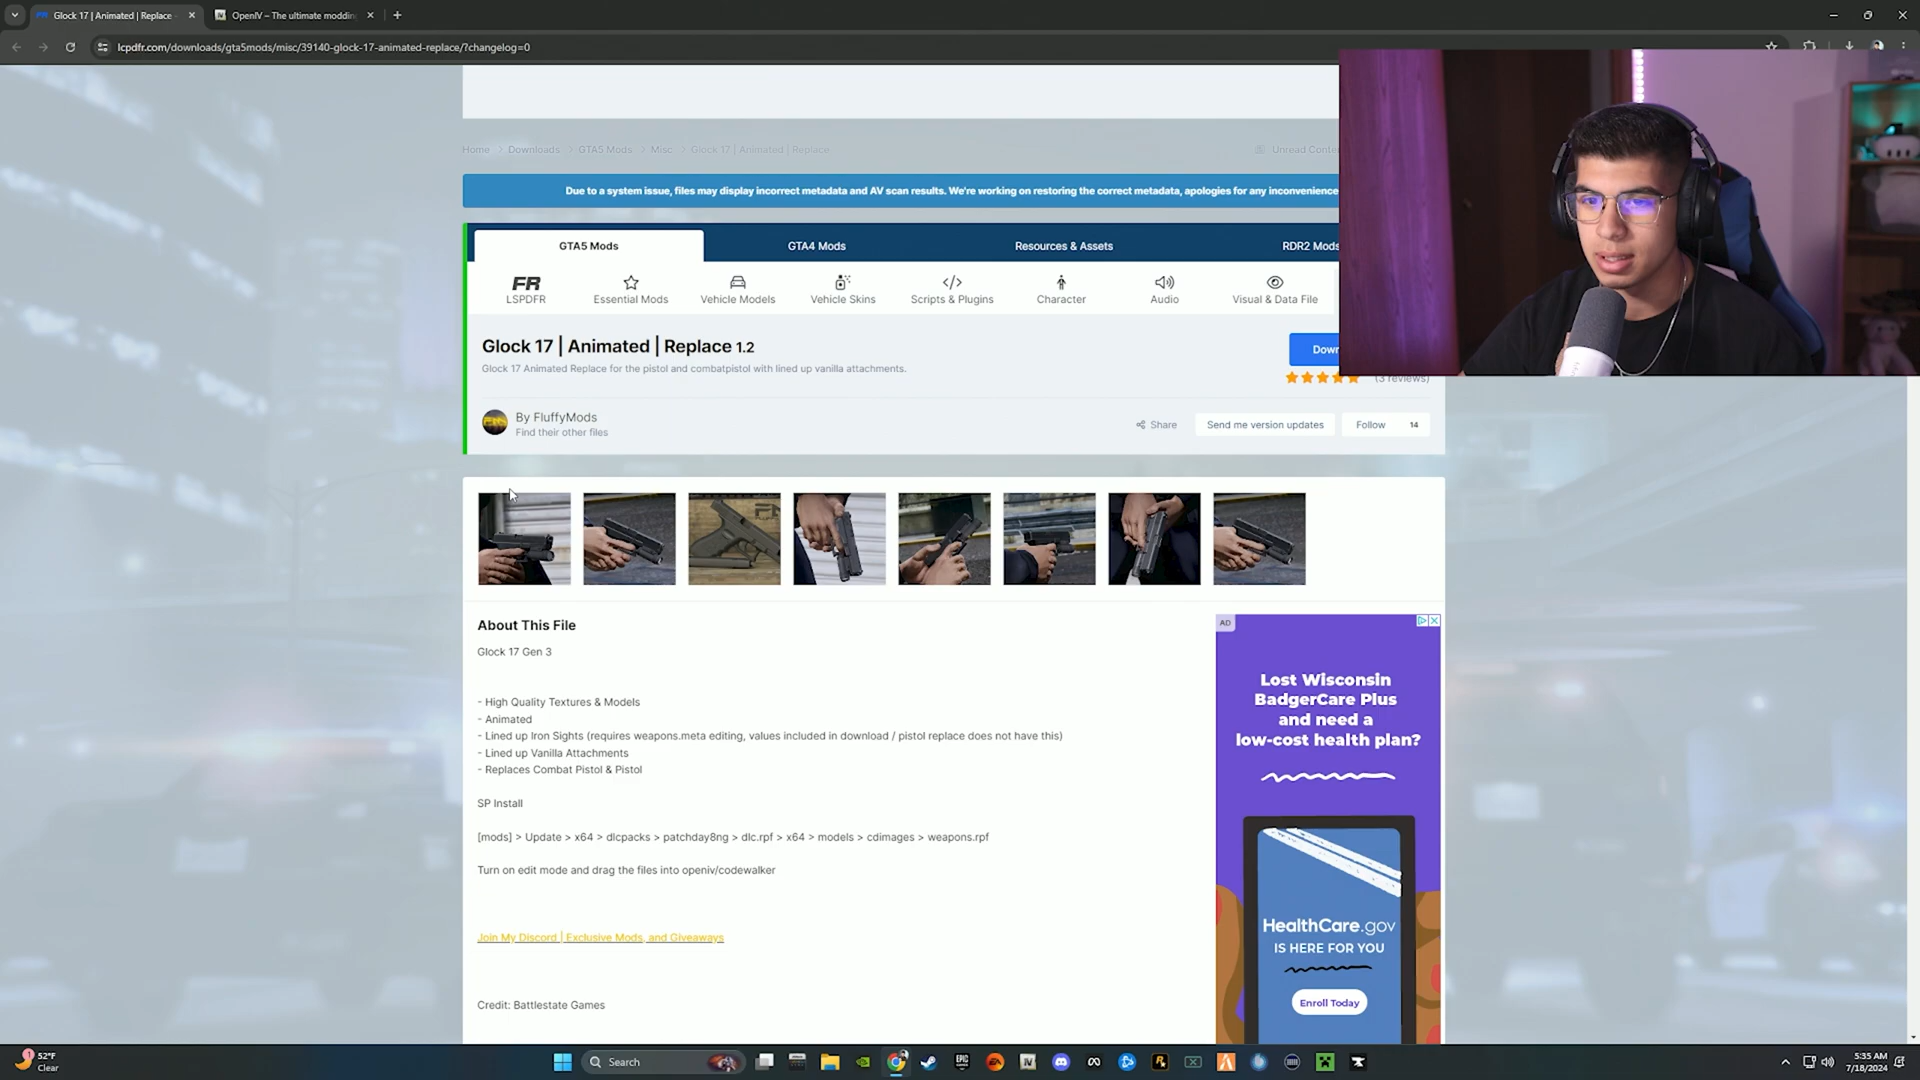 Glock 17 | Animated | Replace
OpenIV – The ultimate moddin
lcpdfr.com/downloads/gta5mods/misc/39140-glock-17-animated-replace/?changelog=0
Home > Downloads > GTA5 Mods > Misc > Glock 17 | Animated | Replace
Unread Conte
Due to a system issue, files may display incorrect metadata and AV scan results. We're working on restoring the correct metadata, apologies for any inconvenience
GTA5 Mods
GTA4 Mods
Resources & Assets
RDR2 Mods
FR
LSPDFR
Essential Mods
Vehicle Models
Vehicle Skins
Scripts & Plugins
Character
Audio
Visual & Data File
Glock 17 | Animated | Replace 1.2
Glock 17 Animated Replace for the pistol and combatpistol with lined up vanilla attachments.
Down
(3 reviews)
By FluffyMods
Find their other files
Share
Send me version updates
Follow 14
About This File
Glock 17 Gen 3
- High Quality Textures & Models
- Animated
- Lined up Iron Sights (requires weapons.meta editing, values included in download / pistol replace does not have this)
- Lined up Vanilla Attachments
- Replaces Combat Pistol & Pistol
SP Install
[mods] > Update > x64 > dlcpacks > patchday8ng > dlc.rpf > x64 > models > cdimages > weapons.rpf
Turn on edit mode and drag the files into openiv/codewalker
Join My Discord | Exclusive Mods, and Giveaways
Credit: Battlestate Games
AD
Lost Wisconsin
BadgerCare Plus
and need a
low-cost health plan?
HealthCare.gov
IS HERE FOR YOU
Enroll Today
1
52°F
Clear
Search
EPIC
EA
IV
5:35 AM
7/18/2024